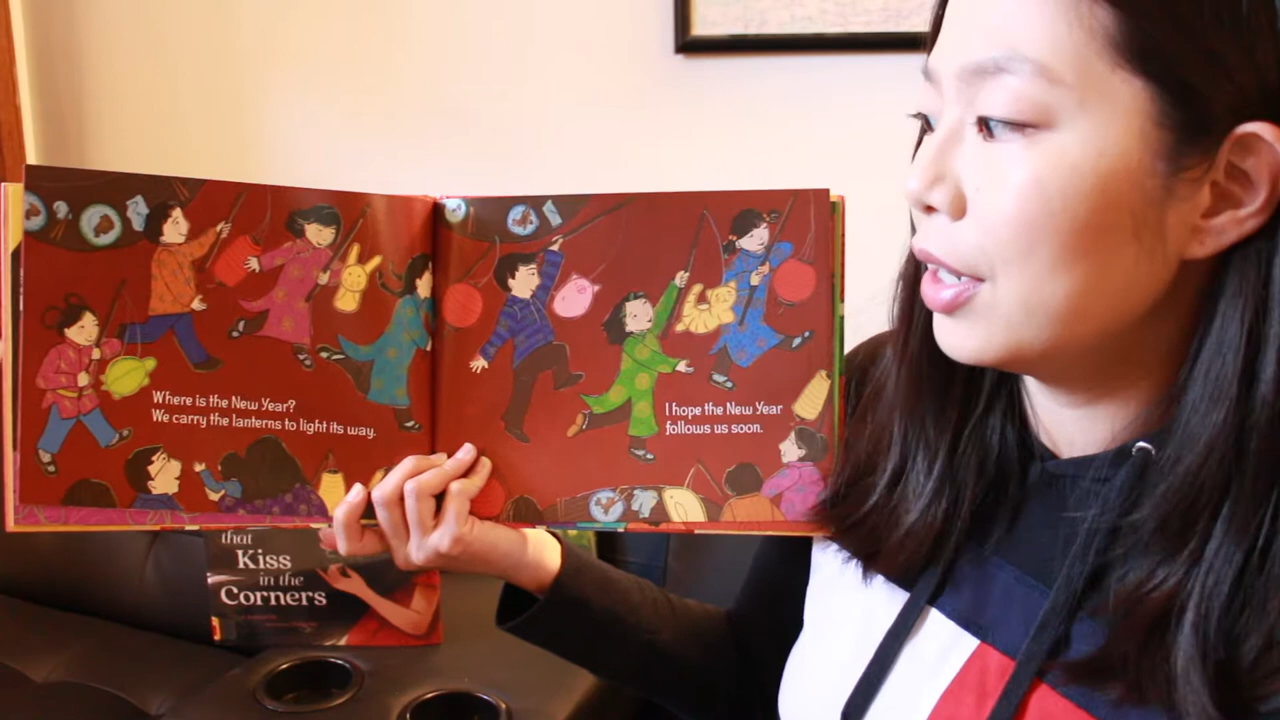 Where is the New Year?
We carry the lanterns to light its way.
I hope the New Year
follows us soon.
that
Kiss
in the
Corners